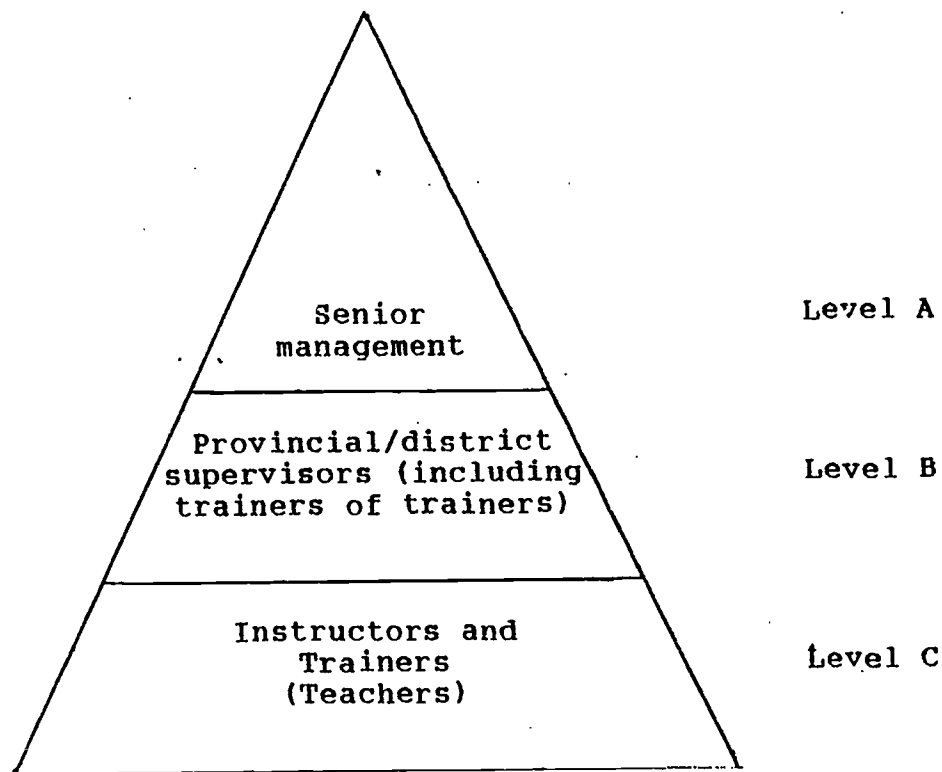 Senior
management
Level A
Provincial/district
supervisors (including
trainers of trainers)
Level B
Instructors and
Trainers
(Teachers)
Level C